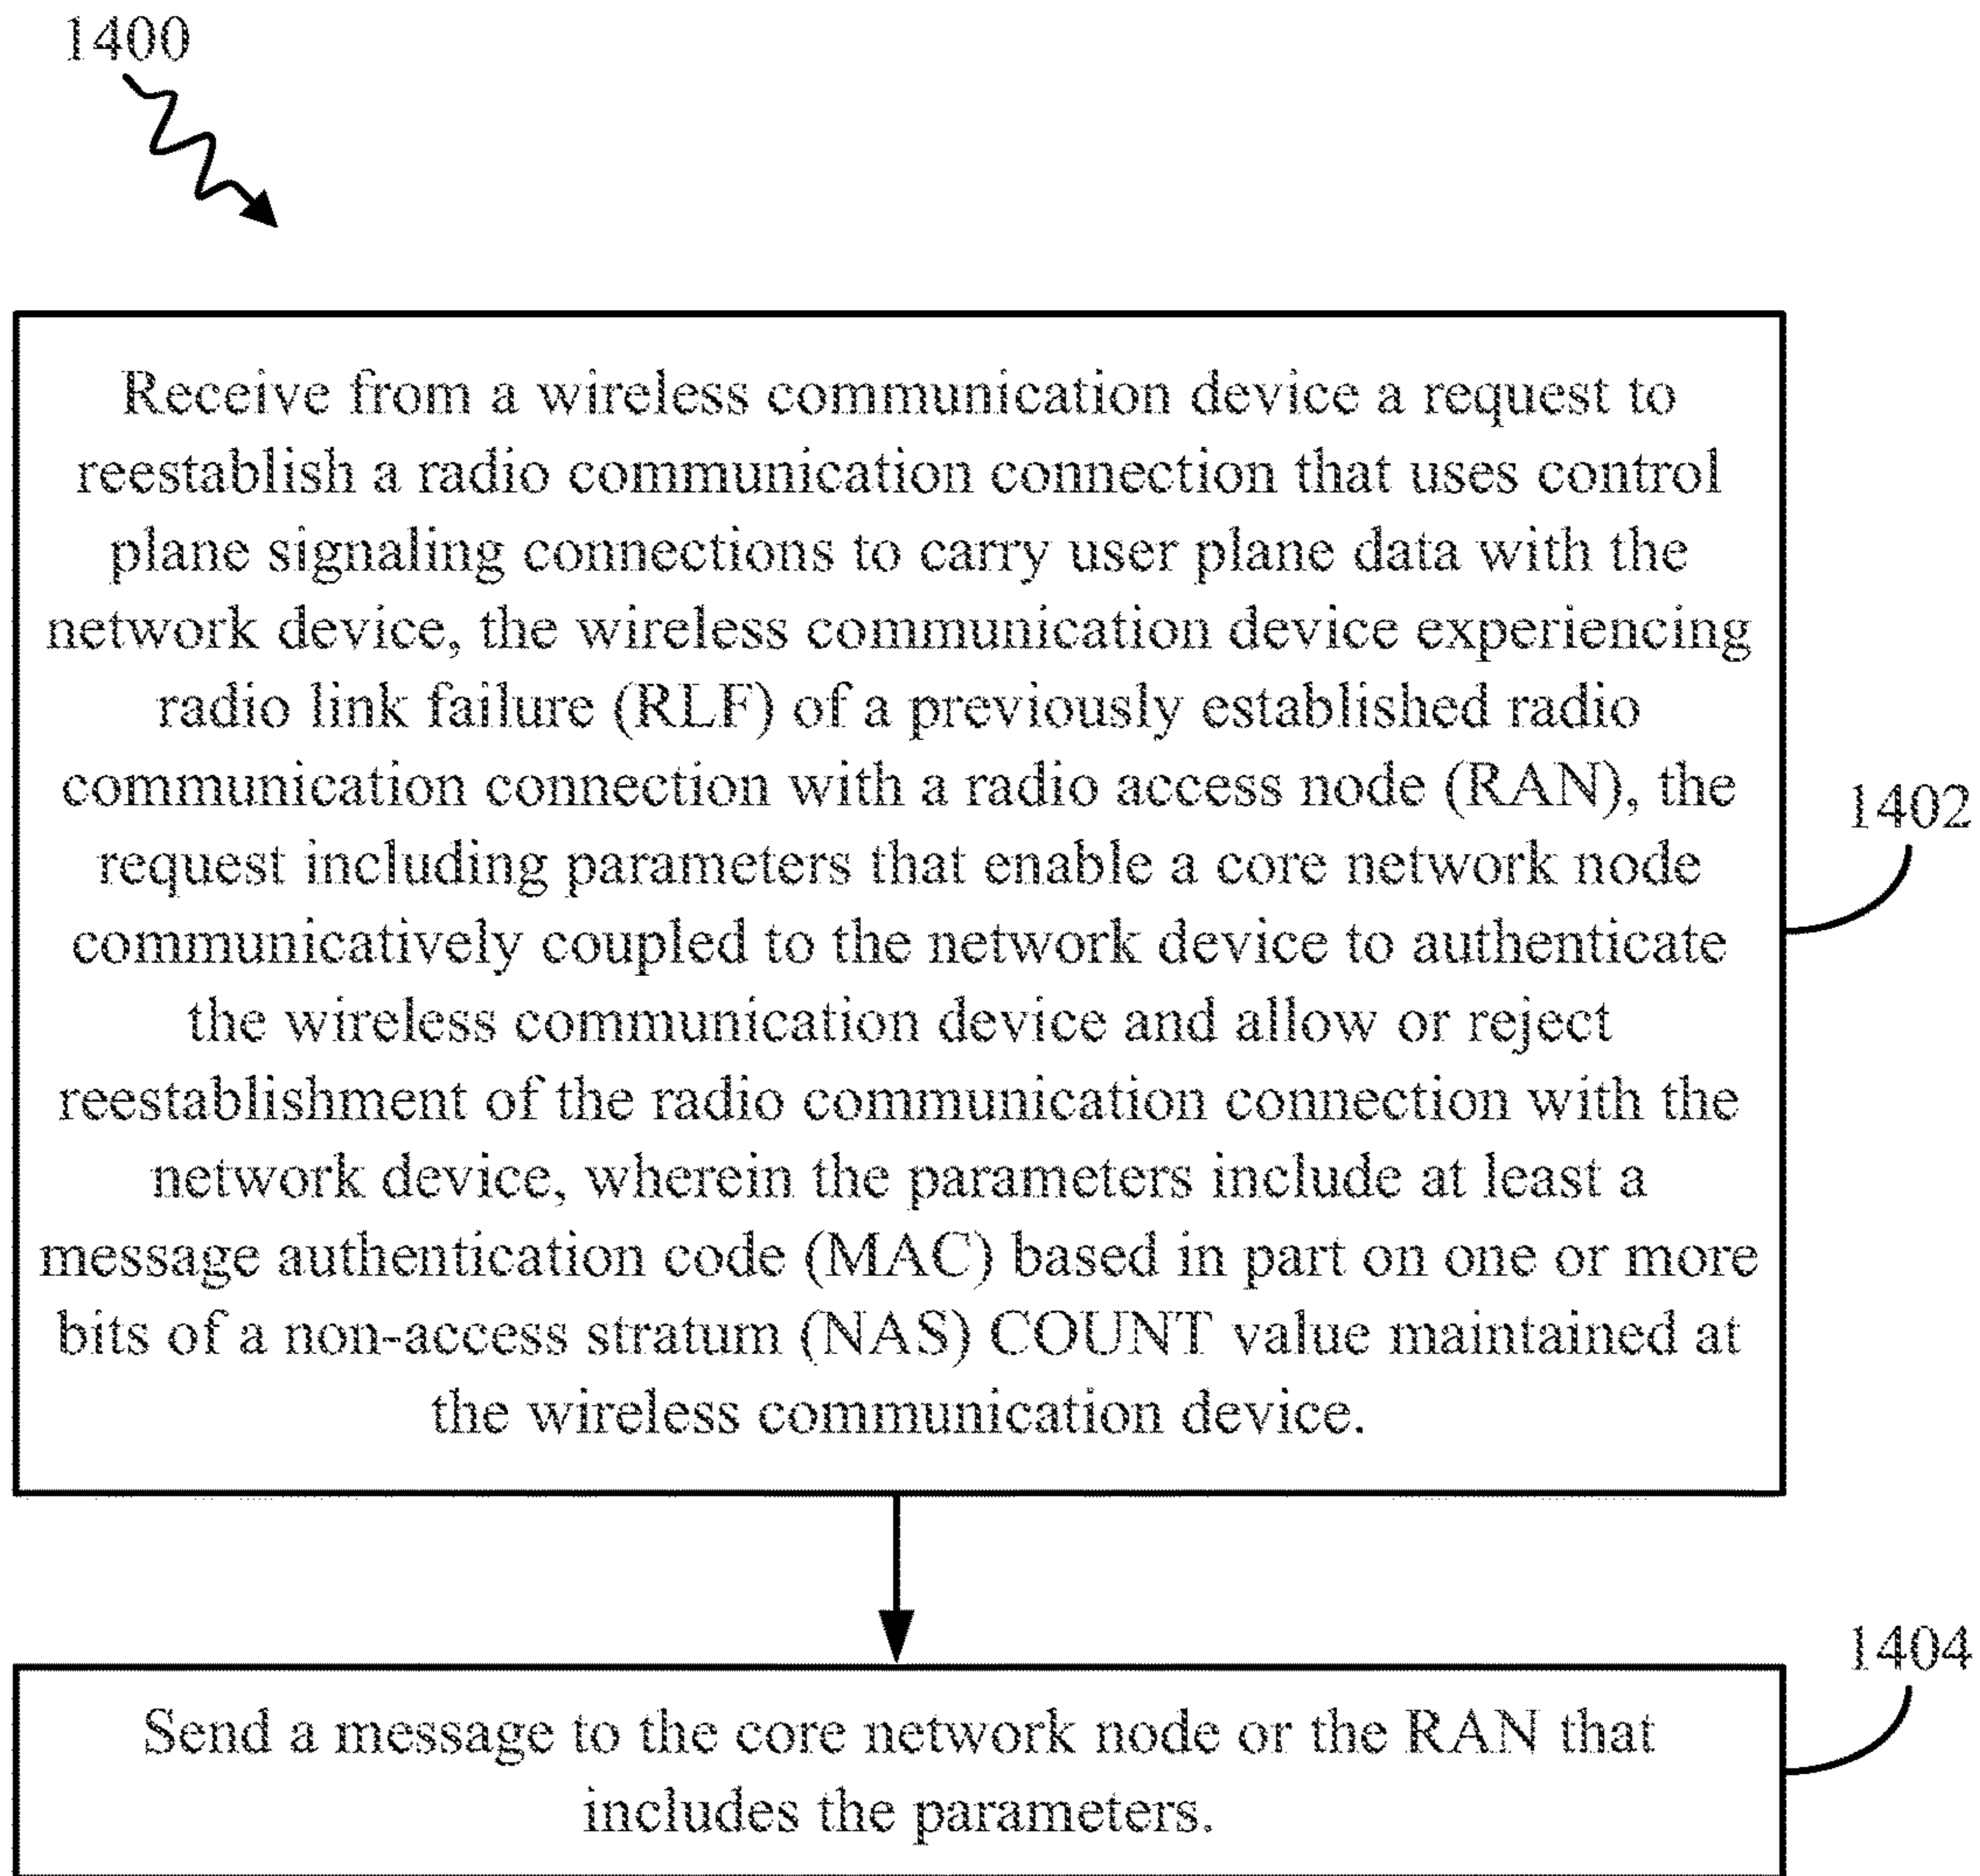 1400
Receive from a wireless communication device a request to
reestablish a radio communication connection that uses control
plane signaling connections to carry user plane data with the
network device, the wireless communication device experiencing
radio link failure (RLF) of a previously established radio
communication connection with a radio access node (RAN), the
request including parameters that enable a core network node
communicatively coupled to the network device to authenticate
the wireless communication device and allow or reject
reestablishment of the radio communication connection with the
network device, wherein the parameters include at least a
message authentication code (MAC) based in part on one or more
bits of a non-access stratum (NAS) COUNT value maintained at
the wireless communication device.
1402
Send a message to the core network node or the RAN that
includes the parameters.
1404